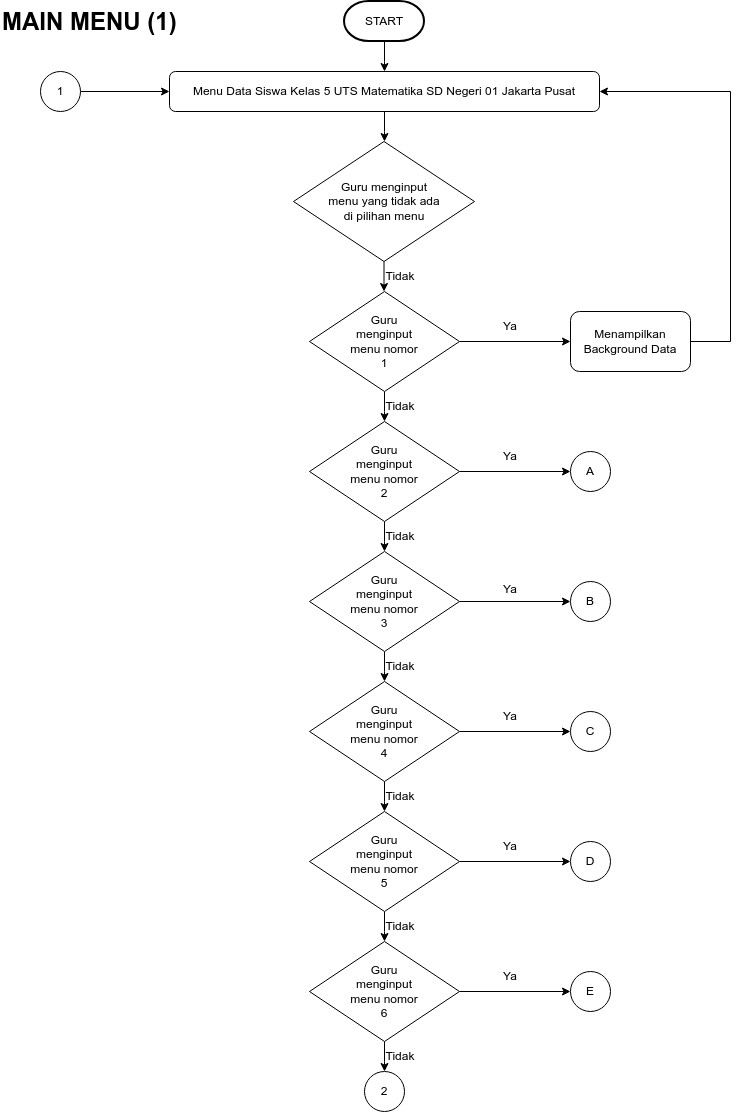 MAIN MENU (1)
START
1
Menu Data Siswa Kelas 5 UTS Matematika SD Negeri 01 Jakarta Pusat
Guru menginput
menu yang tidak ada
di pilihan menu
Tidak
Guru
menginput
menu nomor
1
Ya
Menampilkan
Background Data
Tidak
Guru
menginput
menu nomor
2
Ya
A
Tidak
Guru
menginput
menu nomor
3
Ya
B
Tidak
Guru
menginput
menu nomor
4
Ya
C
Tidak
Guru
menginput
menu nomor
5
Ya
D
Tidak
Guru
menginput
menu nomor
6
Ya
E
Tidak
2